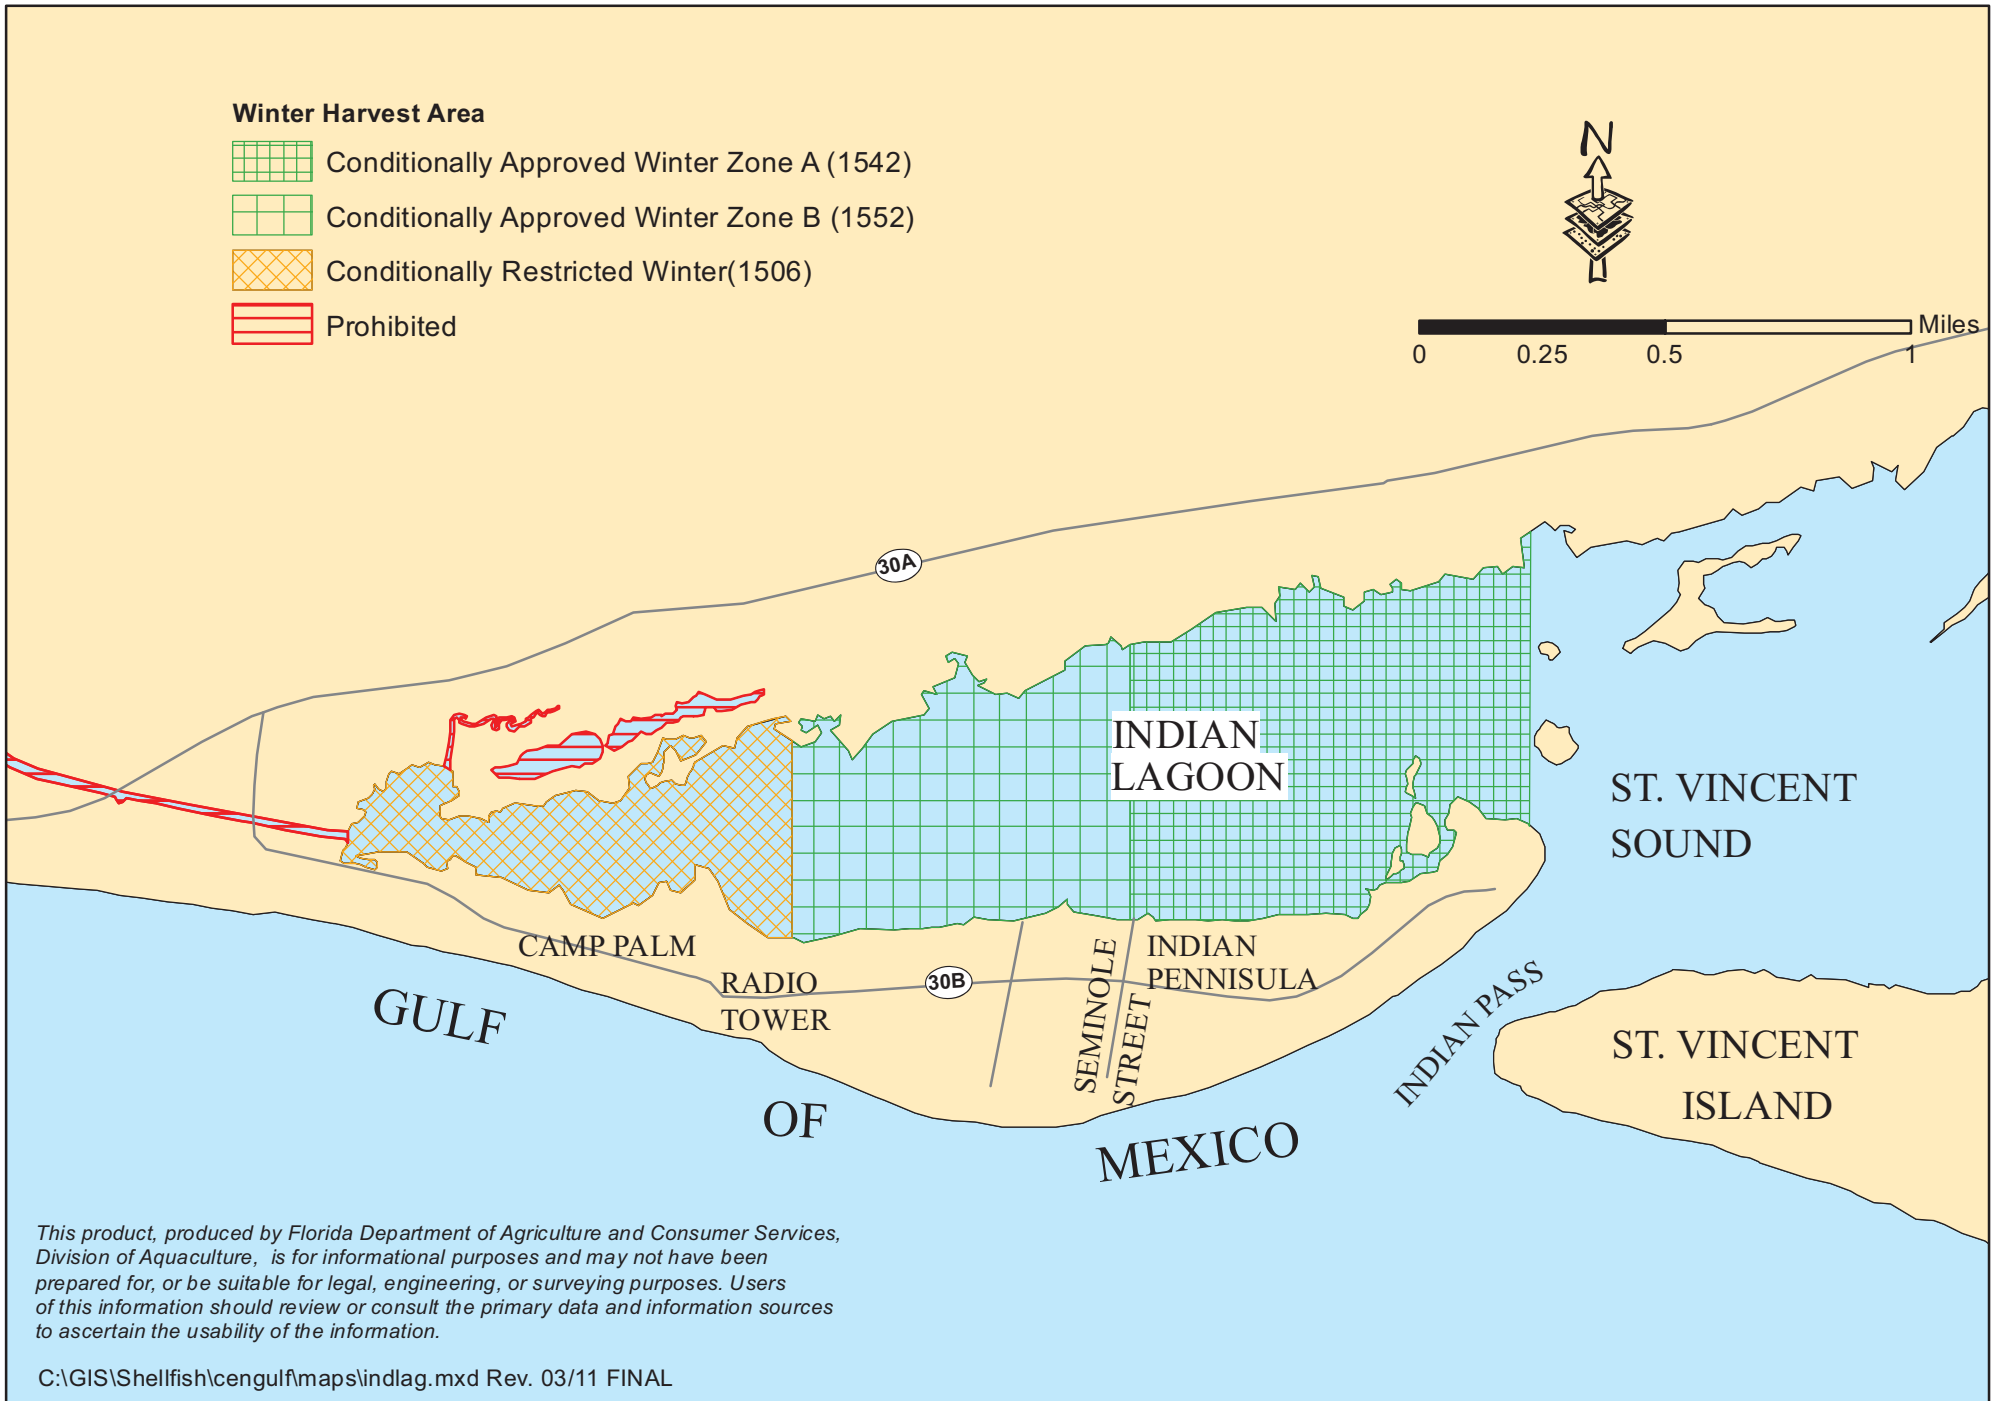 Winter Harvest Area
Conditionally Approved Winter Zone A (1542)
Conditionally Approved Winter Zone B (1552)
Conditionally Restricted Winter(1506)
Prohibited
N
Miles
0 0.25 0.5 1
30A
INDIAN
LAGOON
ST. VINCENT
SOUND
CAMP PALM
RADIO
TOWER
30B
SEMINOLE
STREET
INDIAN
PENNISULA
INDIAN PASS
ST. VINCENT
ISLAND
GULF
OF
MEXICO
This product, produced by Florida Department of Agriculture and Consumer Services,
Division of Aquaculture, is for informational purposes and may not have been
prepared for, or be suitable for legal, engineering, or surveying purposes. Users
of this information should review or consult the primary data and information sources
to ascertain the usability of the information.
C:\GIS\Shellfish\cengulf\maps\indlag.mxd Rev. 03/11 FINAL